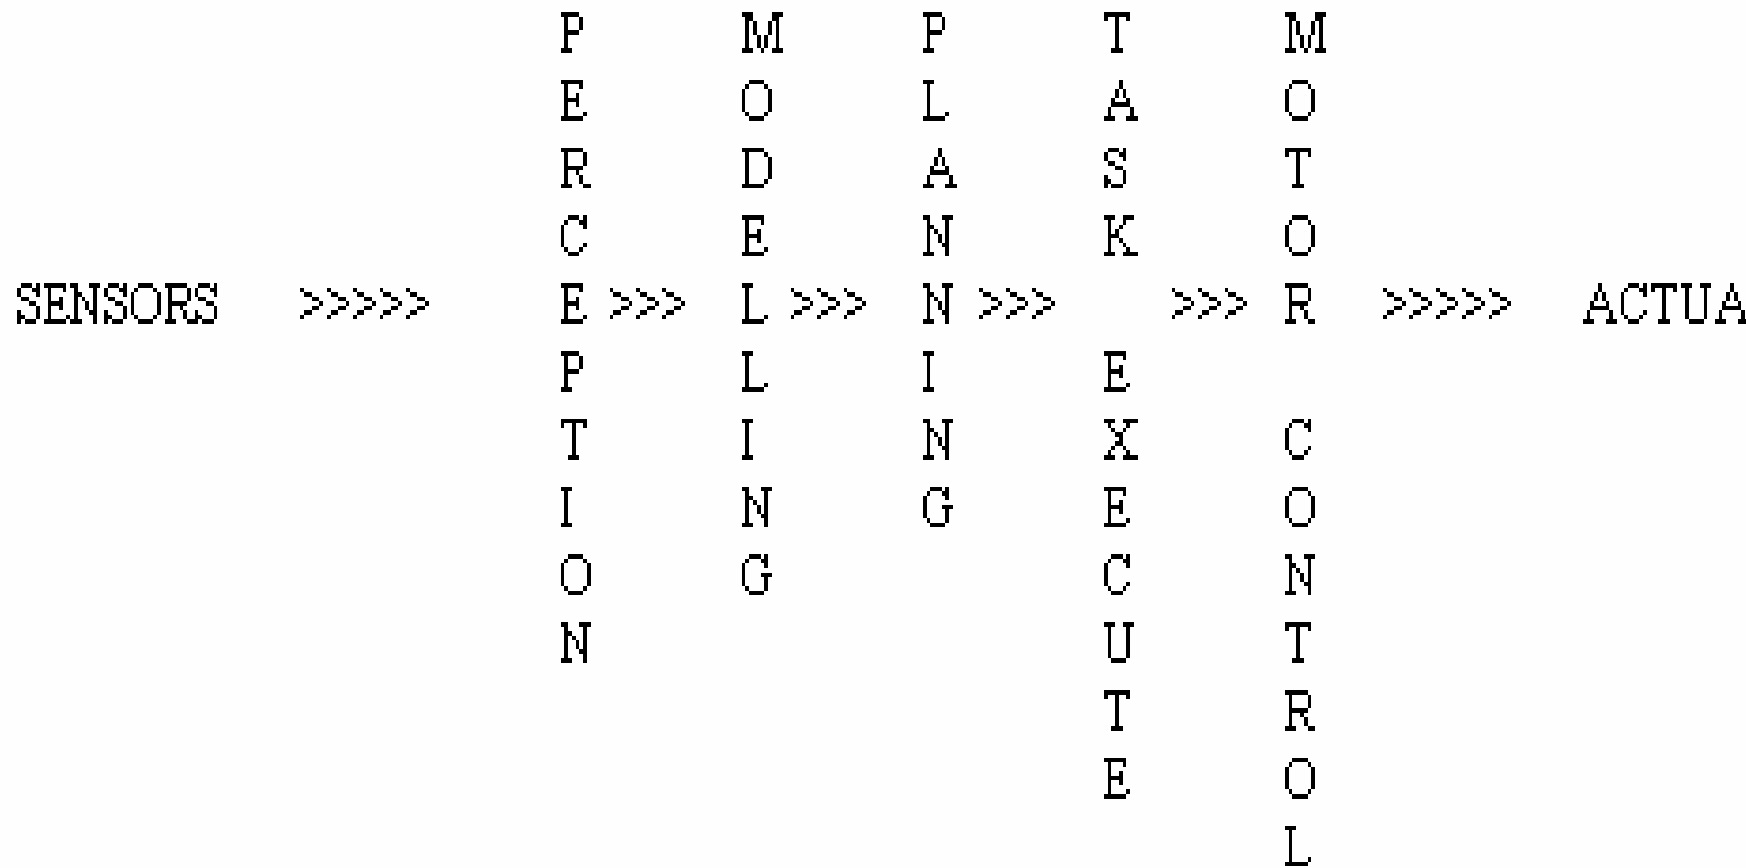 SENSORS >>>>> PERCEPTION >>> MODELLING >>> PLANNING >>> TASK EXECUTE >>> MOTOR CONTROL >>>>> ACTUA